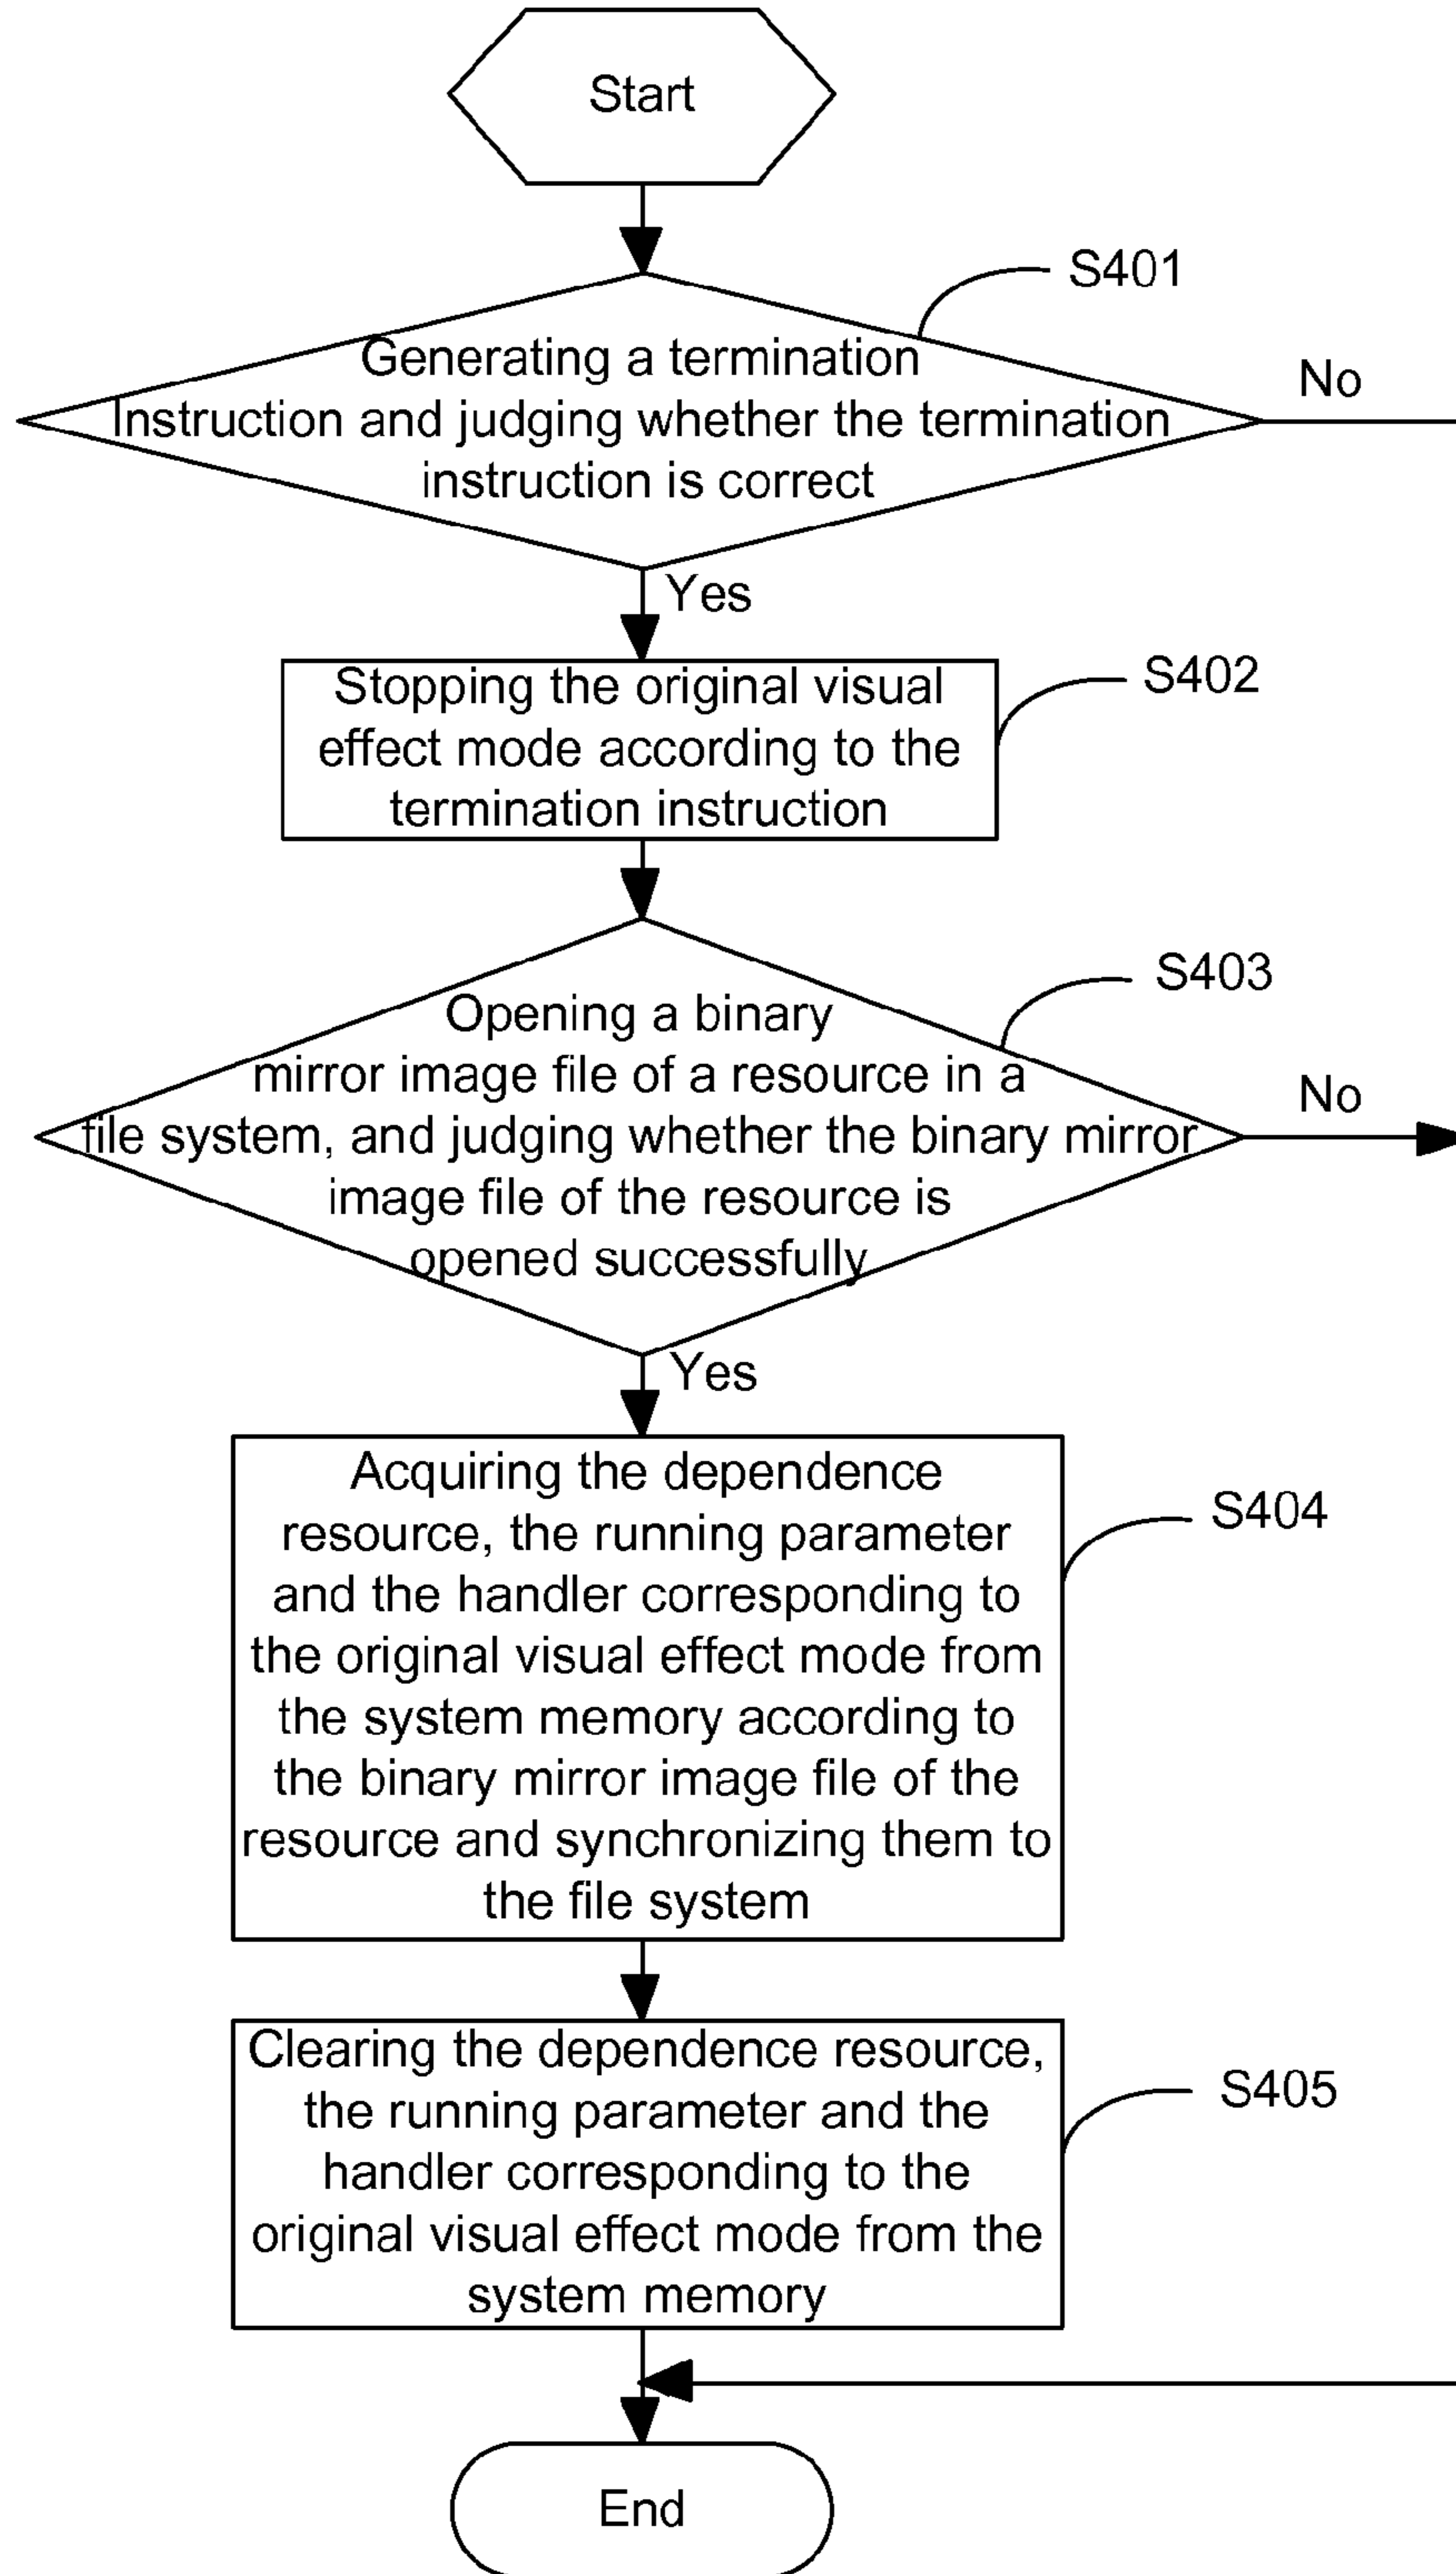 Start
S401
Generating a termination
Instruction and judging whether the termination
instruction is correct
No
Yes
Stopping the original visual
effect mode according to the
termination instruction
S402
S403
Opening a binary
mirror image file of a resource in a
file system, and judging whether the binary mirror
image file of the resource is
opened successfully
No
Yes
Acquiring the dependence
resource, the running parameter
and the handler corresponding to
the original visual effect mode from
the system memory according to
the binary mirror image file of the
resource and synchronizing them to
the file system
S404
Clearing the dependence resource,
the running parameter and the
handler corresponding to the
original visual effect mode from the
system memory
S405
End